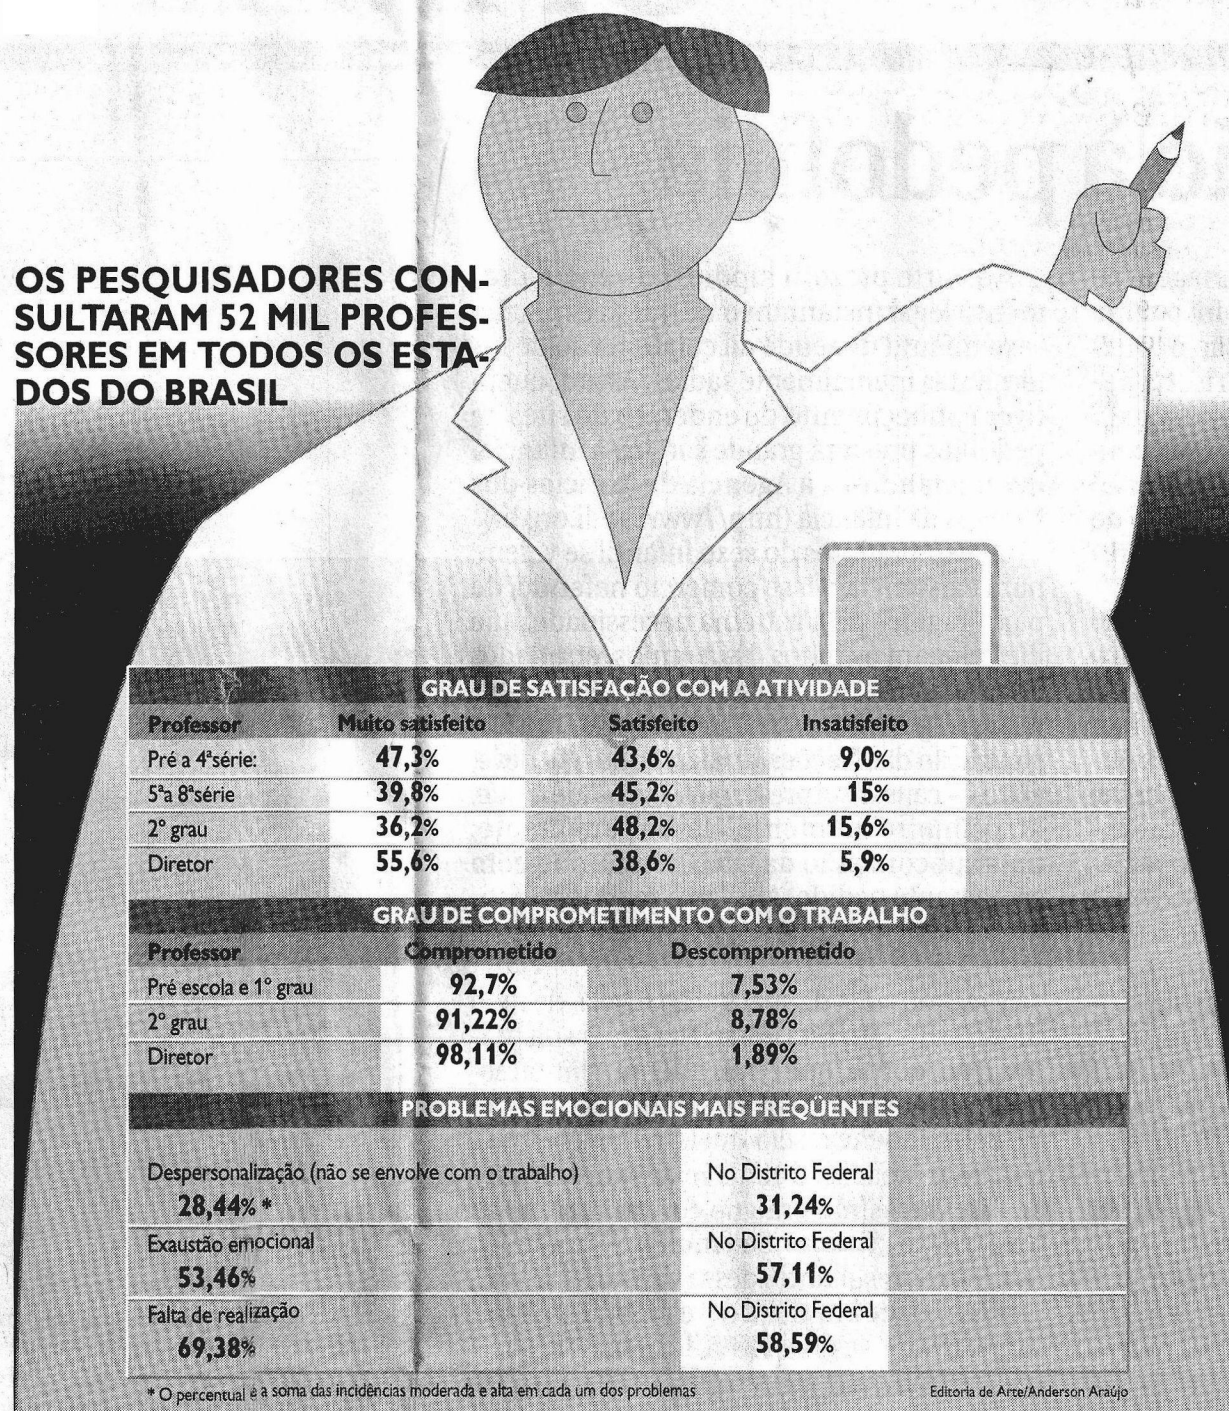 OS PESQUISADORES CON-
SULTARAM 52 MIL PROFES-
SORES EM TODOS OS ESTA-
DOS DO BRASIL
GRAU DE SATISFAÇÃO COM A ATIVIDADE
Professor Muito satisfeito Satisfeito Insatisfeito
Pré a 4ªsérie: 47,3% 43,6% 9,0%
5ªa 8ªsérie 39,8% 45,2% 15%
2º grau 36,2% 48,2% 15,6%
Diretor 55,6% 38,6% 5,9%
GRAU DE COMPROMETIMENTO COM O TRABALHO
Professor Comprometido Descomprometido
Pré escola e 1º grau 92,7% 7,53%
2º grau 91,22% 8,78%
Diretor 98,11% 1,89%
PROBLEMAS EMOCIONAIS MAIS FREQÜENTES
Despersonalização (não se envolve com o trabalho) No Distrito Federal
28,44% * 31,24%
Exaustão emocional No Distrito Federal
53,46% 57,11%
Falta de realização No Distrito Federal
69,38% 58,59%
* O percentual é a soma das incidências moderada e alta em cada um dos problemas
Editoria de Arte/Anderson Araújo